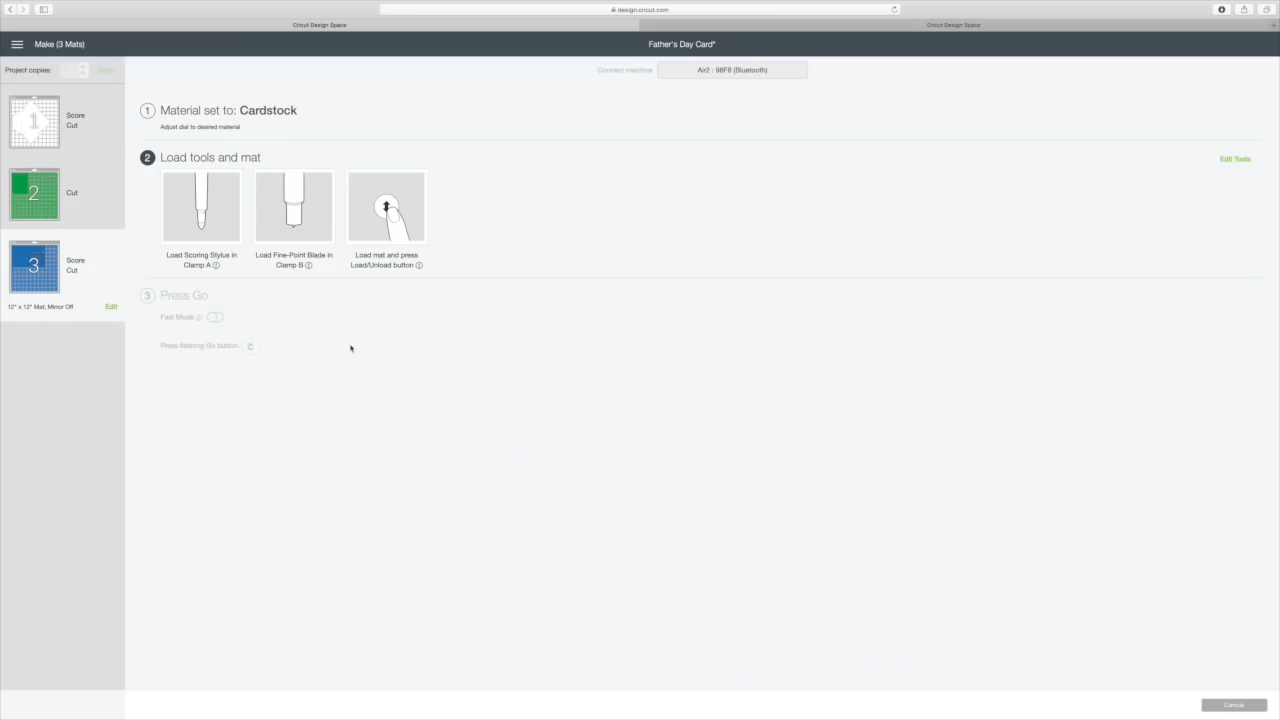 design.cricut.com
Cricut Design Space
Cricut Design Space
Make (3 Mats)
Father's Day Card*
Project copies:
Apply
Connect machine
Air2 : 98F8 (Bluetooth)
1
Score
Cut
2
Cut
3
Score
Cut
12" x 12" Mat; Mirror Off
Edit
1
Material set to: Cardstock
Adjust dial to desired material
2
Load tools and mat
Edit Tools
Load Scoring Stylus in
Clamp A
Load Fine-Point Blade in
Clamp B
Load mat and press
Load/Unload button
3
Press Go
Fast Mode
Press flashing Go button
Cancel